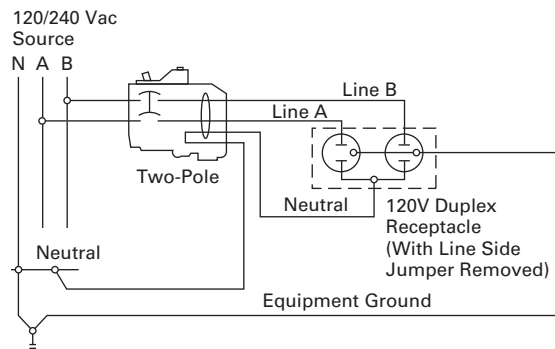 120/240 Vac
Source
N A B
Line B
Line A
Two-Pole
Neutral
120V Duplex
Receptacle
(With Line Side
Jumper Removed)
Neutral
Equipment Ground